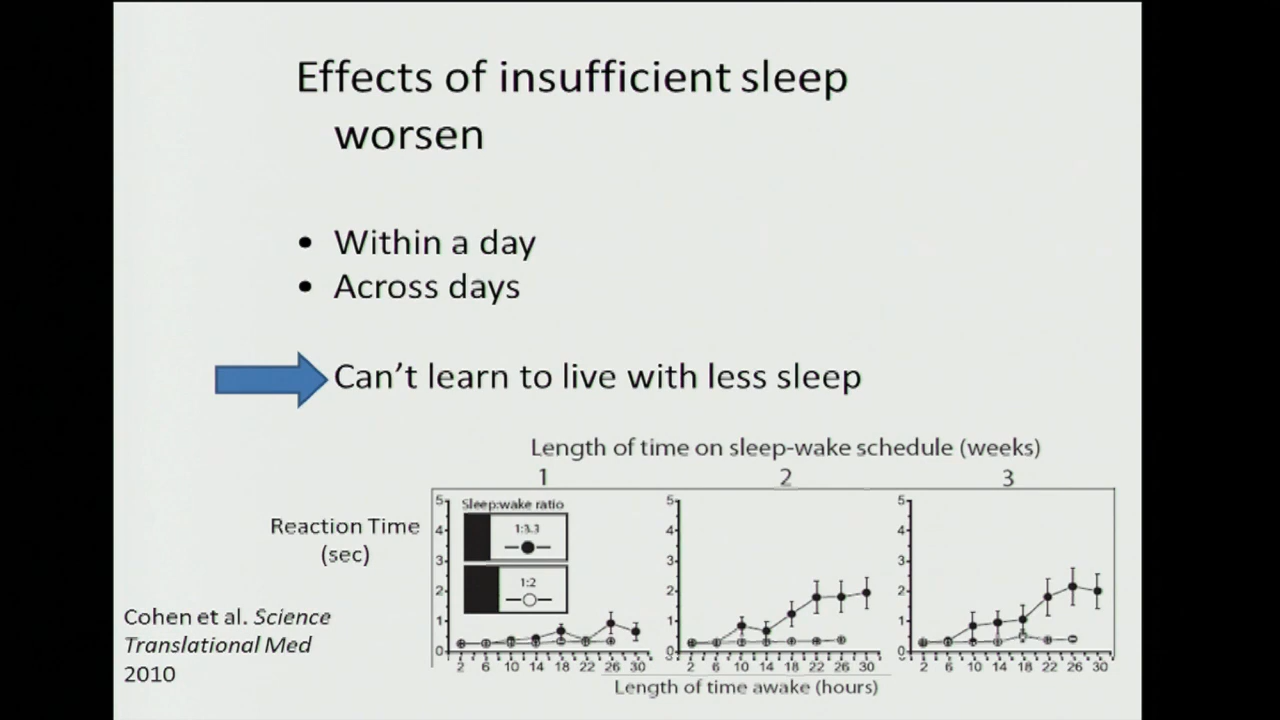 Effects of insufficient sleep
worsen
• Within a day
• Across days
Can't learn to live with less sleep
Length of time on sleep-wake schedule (weeks)
1 2 3
Reaction Time
(sec)
5 4 3 2 1 0
Sleep:wake ratio
1:3.3
1:2
5 4 3 2 1 0
5 4 3 2 1 0
2 6 10 14 18 22 26 30
2 6 10 14 18 22 26 30
2 6 10 14 18 22 26 30
Length of time awake (hours)
Cohen et al. Science
Translational Med
2010